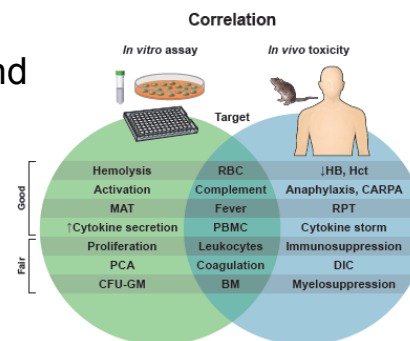 Correlation
nd
In vitro assay
In vivo toxicity
Target
Good
Hemolysis RBC ↓HB, Hct
Activation Complement Anaphylaxis, CARPA
MAT Fever RPT
↑Cytokine secretion PBMC Cytokine storm
Fair
Proliferation Leukocytes Immunosuppression
PCA Coagulation DIC
CFU-GM BM Myelosuppression